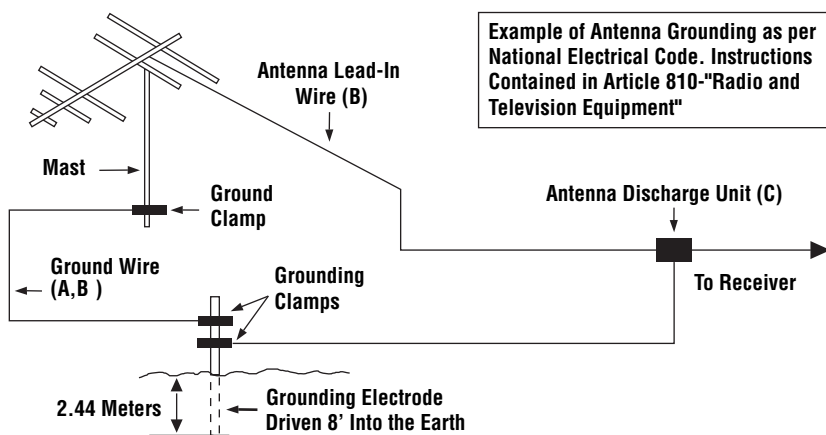 Example of Antenna Grounding as per
National Electrical Code. Instructions
Contained in Article 810-"Radio and
Television Equipment"
Antenna Lead-In
Wire (B)
Mast
Ground
Clamp
Antenna Discharge Unit (C)
Ground Wire
(A,B )
Grounding
Clamps
To Receiver
2.44 Meters
Grounding Electrode
Driven 8' Into the Earth